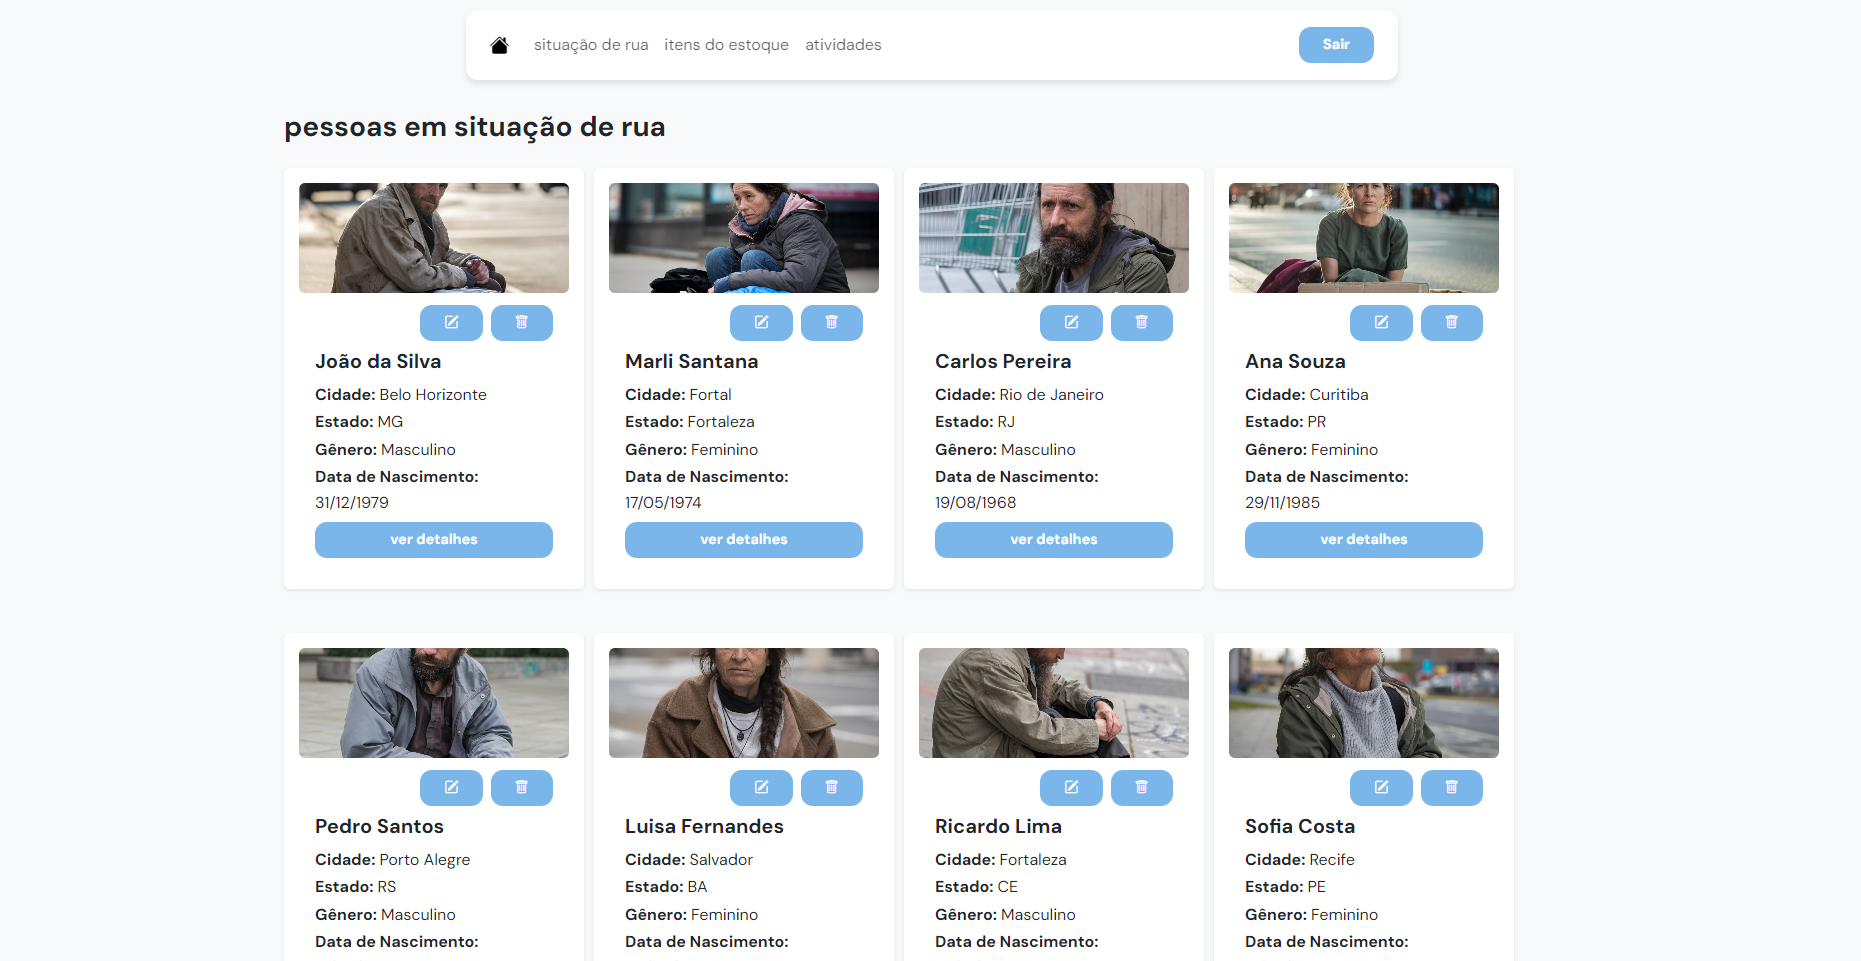 situação de rua itens do estoque atividades Sair
pessoas em situação de rua
João da Silva
Cidade: Belo Horizonte
Estado: MG
Gênero: Masculino
Data de Nascimento:
31/12/1979
ver detalhes
Marli Santana
Cidade: Fortal
Estado: Fortaleza
Gênero: Feminino
Data de Nascimento:
17/05/1974
ver detalhes
Carlos Pereira
Cidade: Rio de Janeiro
Estado: RJ
Gênero: Masculino
Data de Nascimento:
19/08/1968
ver detalhes
Ana Souza
Cidade: Curitiba
Estado: PR
Gênero: Feminino
Data de Nascimento:
29/11/1985
ver detalhes
Pedro Santos
Cidade: Porto Alegre
Estado: RS
Gênero: Masculino
Data de Nascimento:
Luisa Fernandes
Cidade: Salvador
Estado: BA
Gênero: Feminino
Data de Nascimento:
Ricardo Lima
Cidade: Fortaleza
Estado: CE
Gênero: Masculino
Data de Nascimento:
Sofia Costa
Cidade: Recife
Estado: PE
Gênero: Feminino
Data de Nascimento: